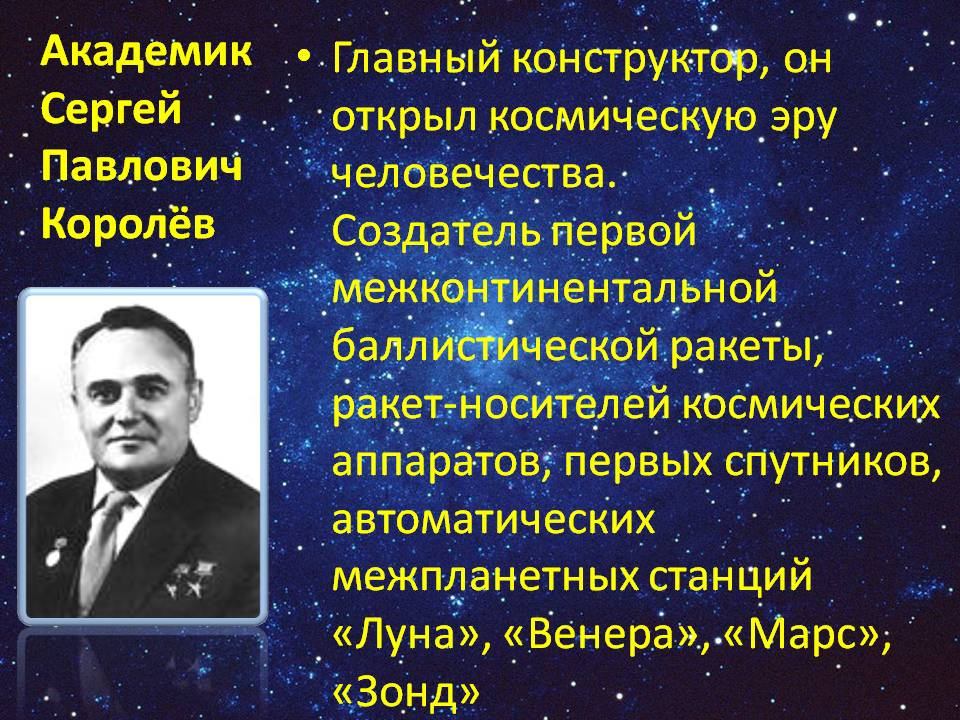 Академик
Сергей
Павлович
Королёв
• Главный конструктор, он
открыл космическую эру
человечества.
Создатель первой
межконтинентальной
баллистической ракеты,
ракет-носителей космических
аппаратов, первых спутников,
автоматических
межпланетных станций
«Луна», «Венера», «Марс»,
«Зонд»